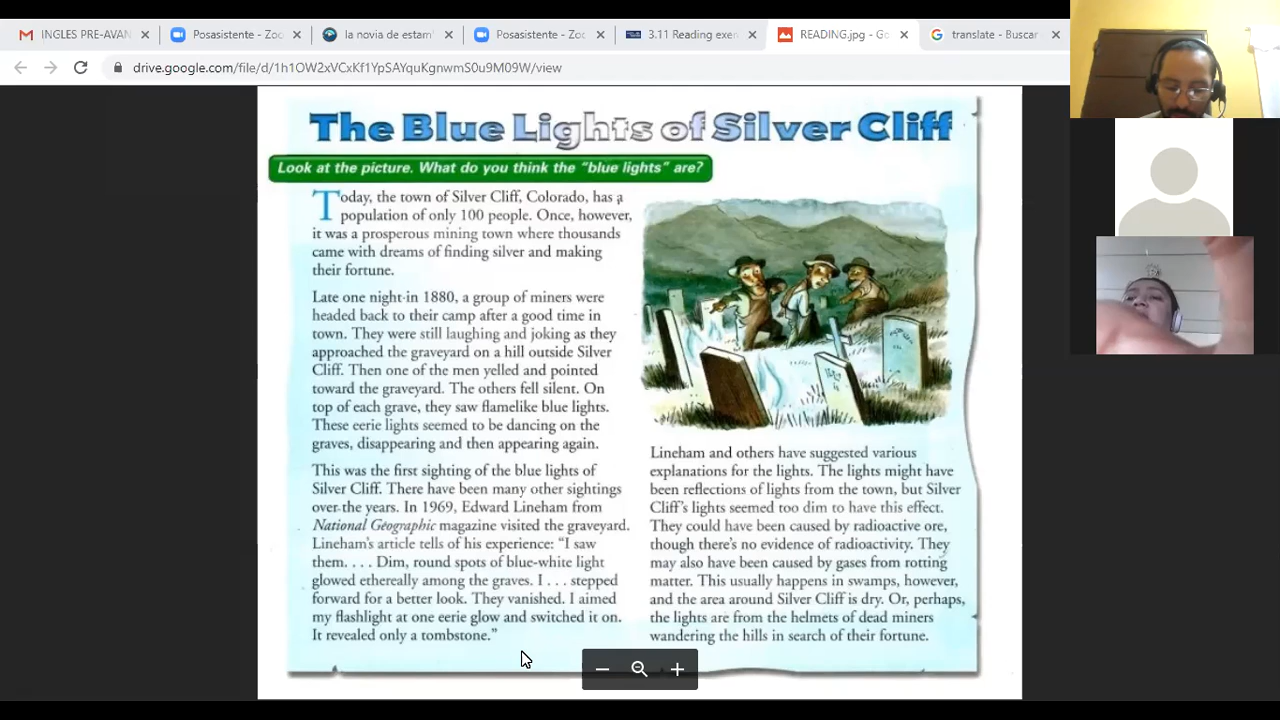 INGLES PRE-AVAN
Posasistente - Zoo
la novia de estam
Posasistente - Zoo
3.11 Reading exer
READING.jpg - Go
translate - Buscar
drive.google.com/file/d/1h1OW2xVCxKf1YpSAYquKgnwmS0u9M09W/view
The Blue Lights of Silver Cliff
Look at the picture. What do you think the "blue lights" are?
Today, the town of Silver Cliff, Colorado, has a
population of only 100 people. Once, however,
it was a prosperous mining town where thousands
came with dreams of finding silver and making
their fortune.
Late one night in 1880, a group of miners were
headed back to their camp after a good time in
town. They were still laughing and joking as they
approached the graveyard on a hill outside Silver
Cliff. Then one of the men yelled and pointed
toward the graveyard. The others fell silent. On
top of each grave, they saw flamelike blue lights.
These eerie lights seemed to be dancing on the
graves, disappearing and then appearing again.
This was the first sighting of the blue lights of
Silver Cliff. There have been many other sightings
over the years. In 1969, Edward Lineham from
National Geographic magazine visited the graveyard.
Lineham's article tells of his experience: "I saw
them. . . . Dim, round spots of blue-white light
glowed ethereally among the graves. I . . . stepped
forward for a better look. They vanished. I aimed
my flashlight at one eerie glow and switched it on.
It revealed only a tombstone."
Lineham and others have suggested various
explanations for the lights. The lights might have
been reflections of lights from the town, but Silver
Cliff's lights seemed too dim to have this effect.
They could have been caused by radioactive ore,
though there's no evidence of radioactivity. They
may also have been caused by gases from rotting
matter. This usually happens in swamps, however,
and the area around Silver Cliff is dry. Or, perhaps,
the lights are from the helmets of dead miners
wandering the hills in search of their fortune.